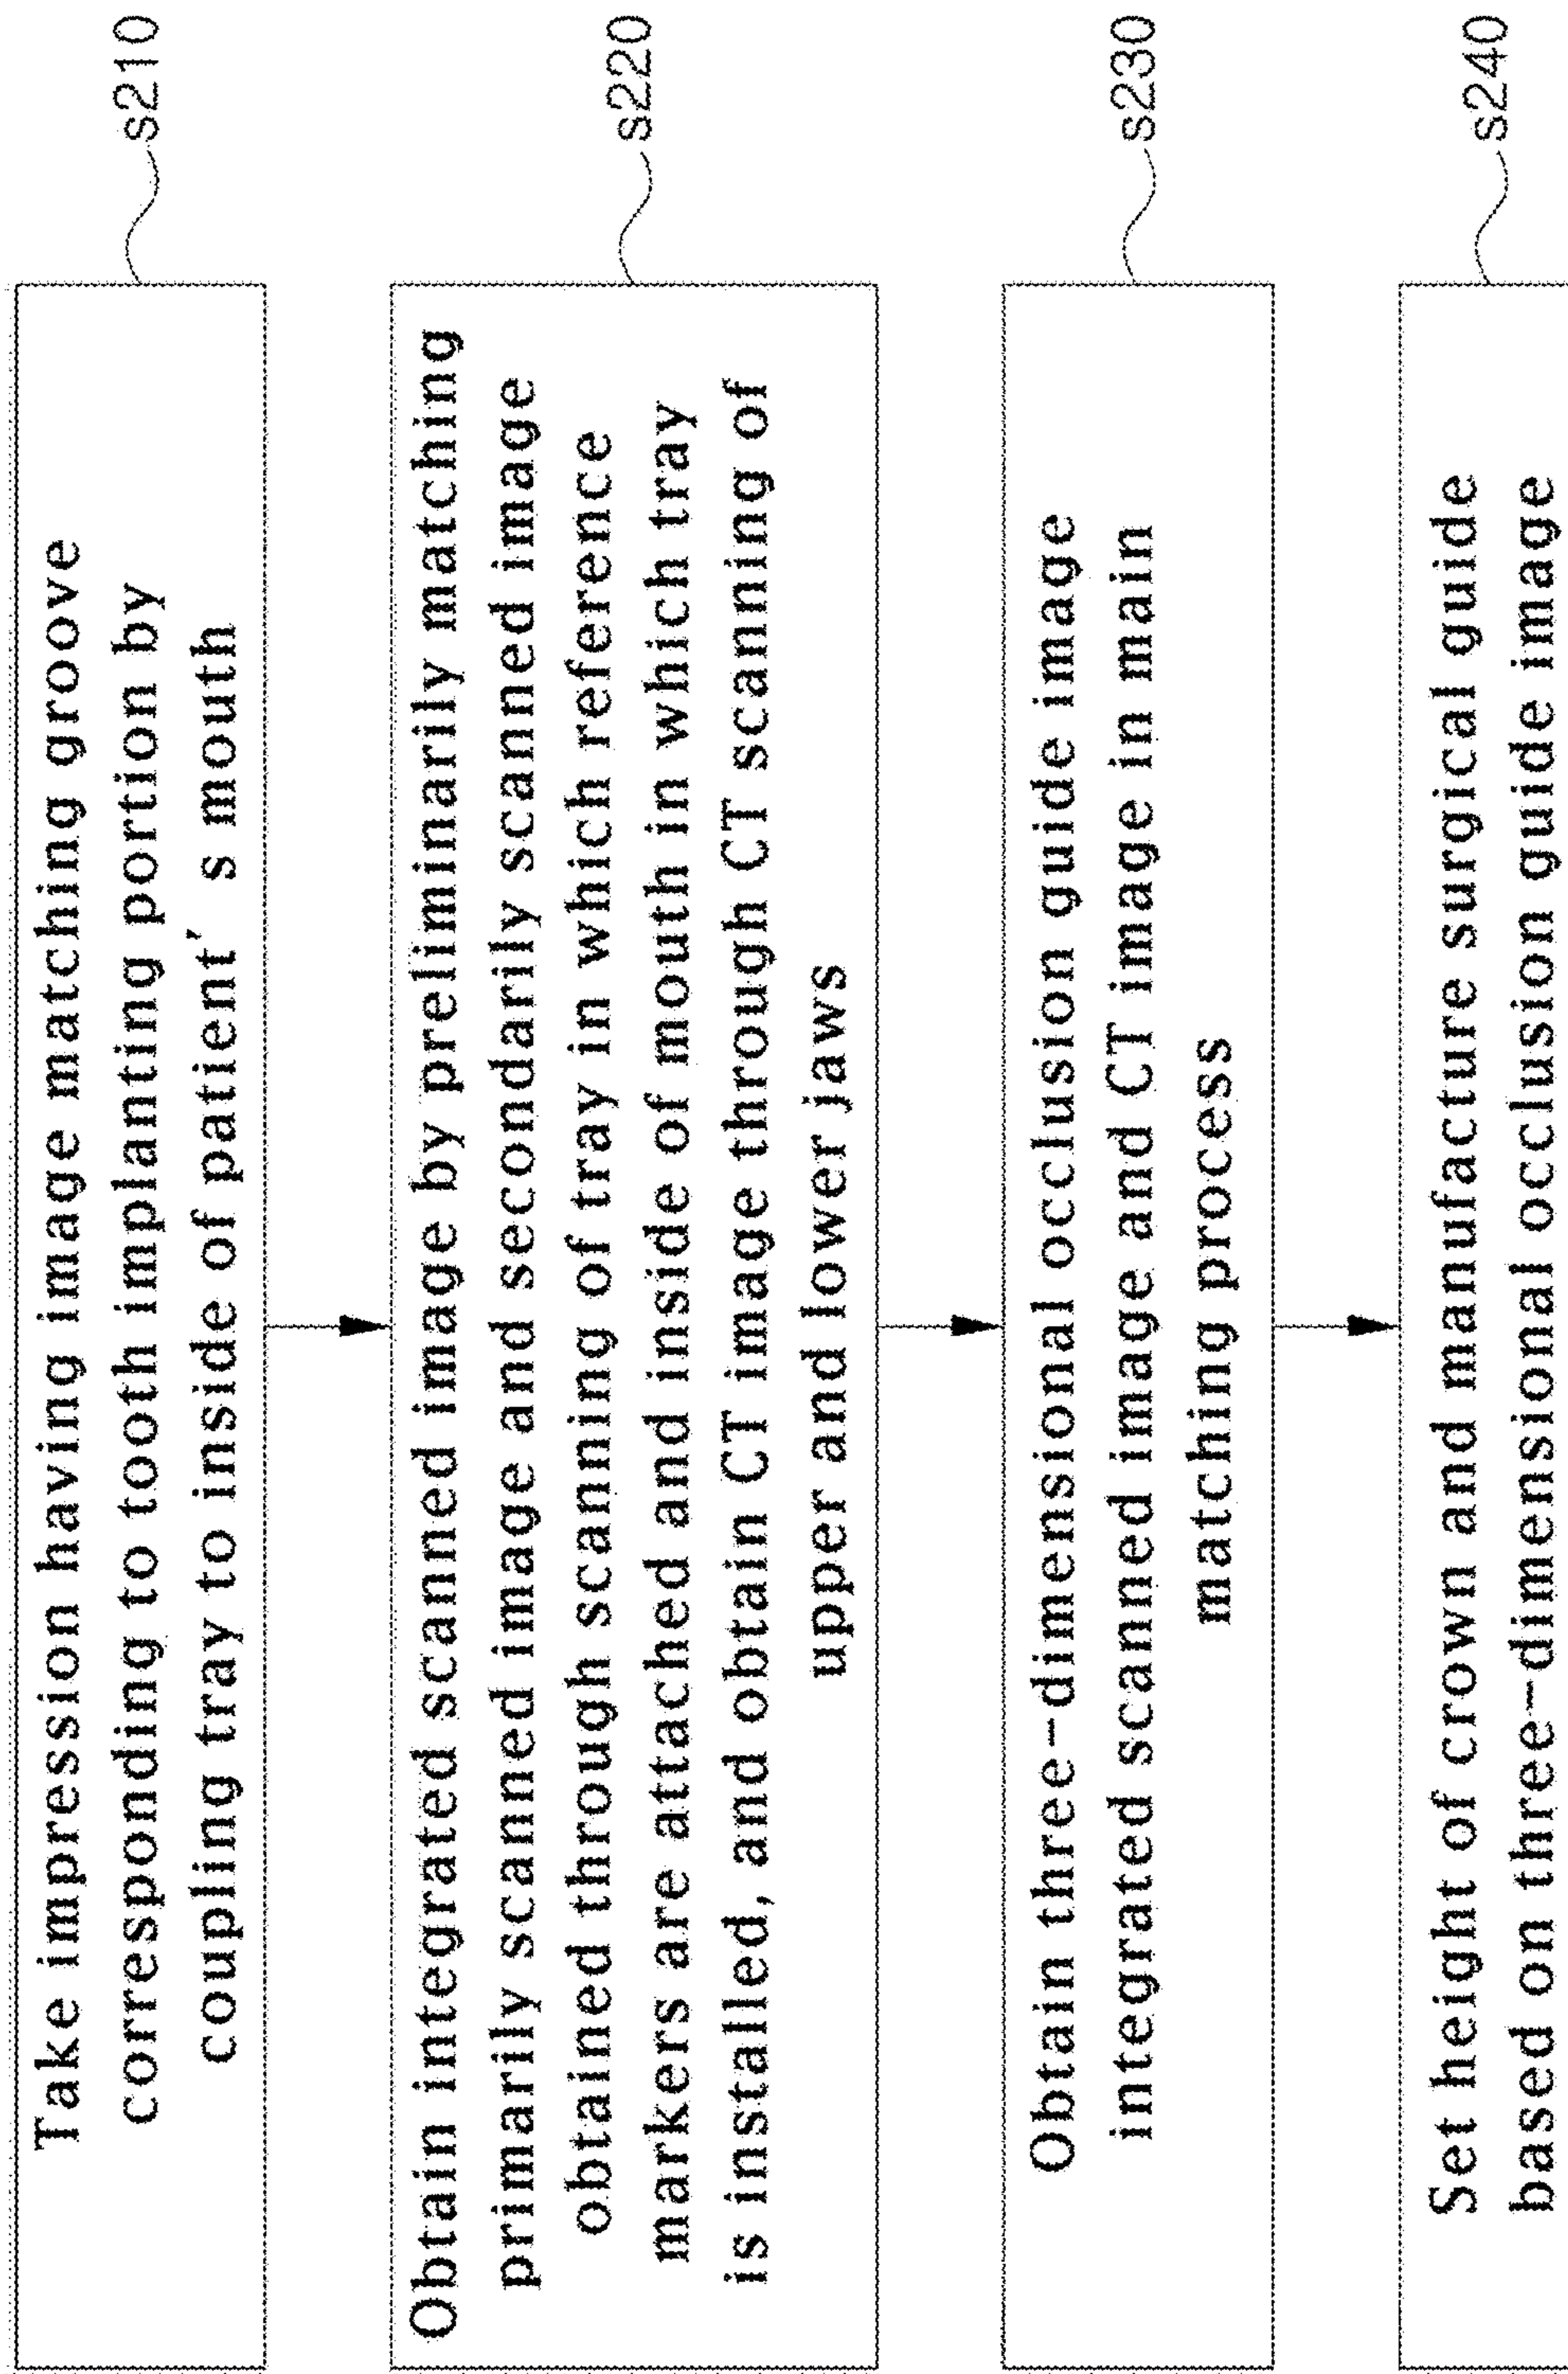 Take impression having image matching groove
corresponding to tooth implanting portion by
coupling tray to inside of patient's mouth
s210
Obtain integrated scanned image by preliminarily matching
primarily scanned image and secondarily scanned image
obtained through scanning of tray in which reference
markers are attached and inside of mouth in which tray
is installed, and obtain CT image through CT scanning of
upper and lower jaws
s220
Obtain three-dimensional occlusion guide image
integrated scanned image and CT image in main
matching process
s230
Set height of crown and manufacture surgical guide
based on three-dimensional occlusion guide image
s240